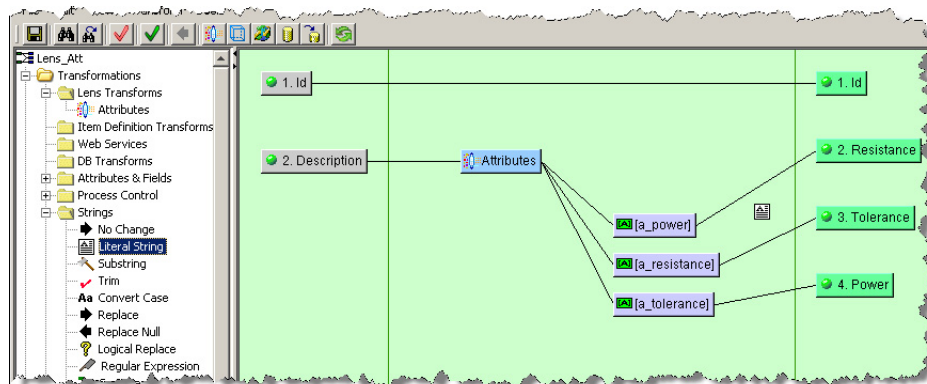 Lens_Att
Transformations
Lens Transforms
Attributes
Item Definition Transforms
Web Services
DB Transforms
Attributes & Fields
Process Control
Strings
No Change
Literal String
Substring
Trim
Aa Convert Case
Replace
Replace Null
Logical Replace
Regular Expression
1. Id
1. Id
2. Description
Attributes
2. Resistance
[a_power]
3. Tolerance
[a_resistance]
4. Power
[a_tolerance]